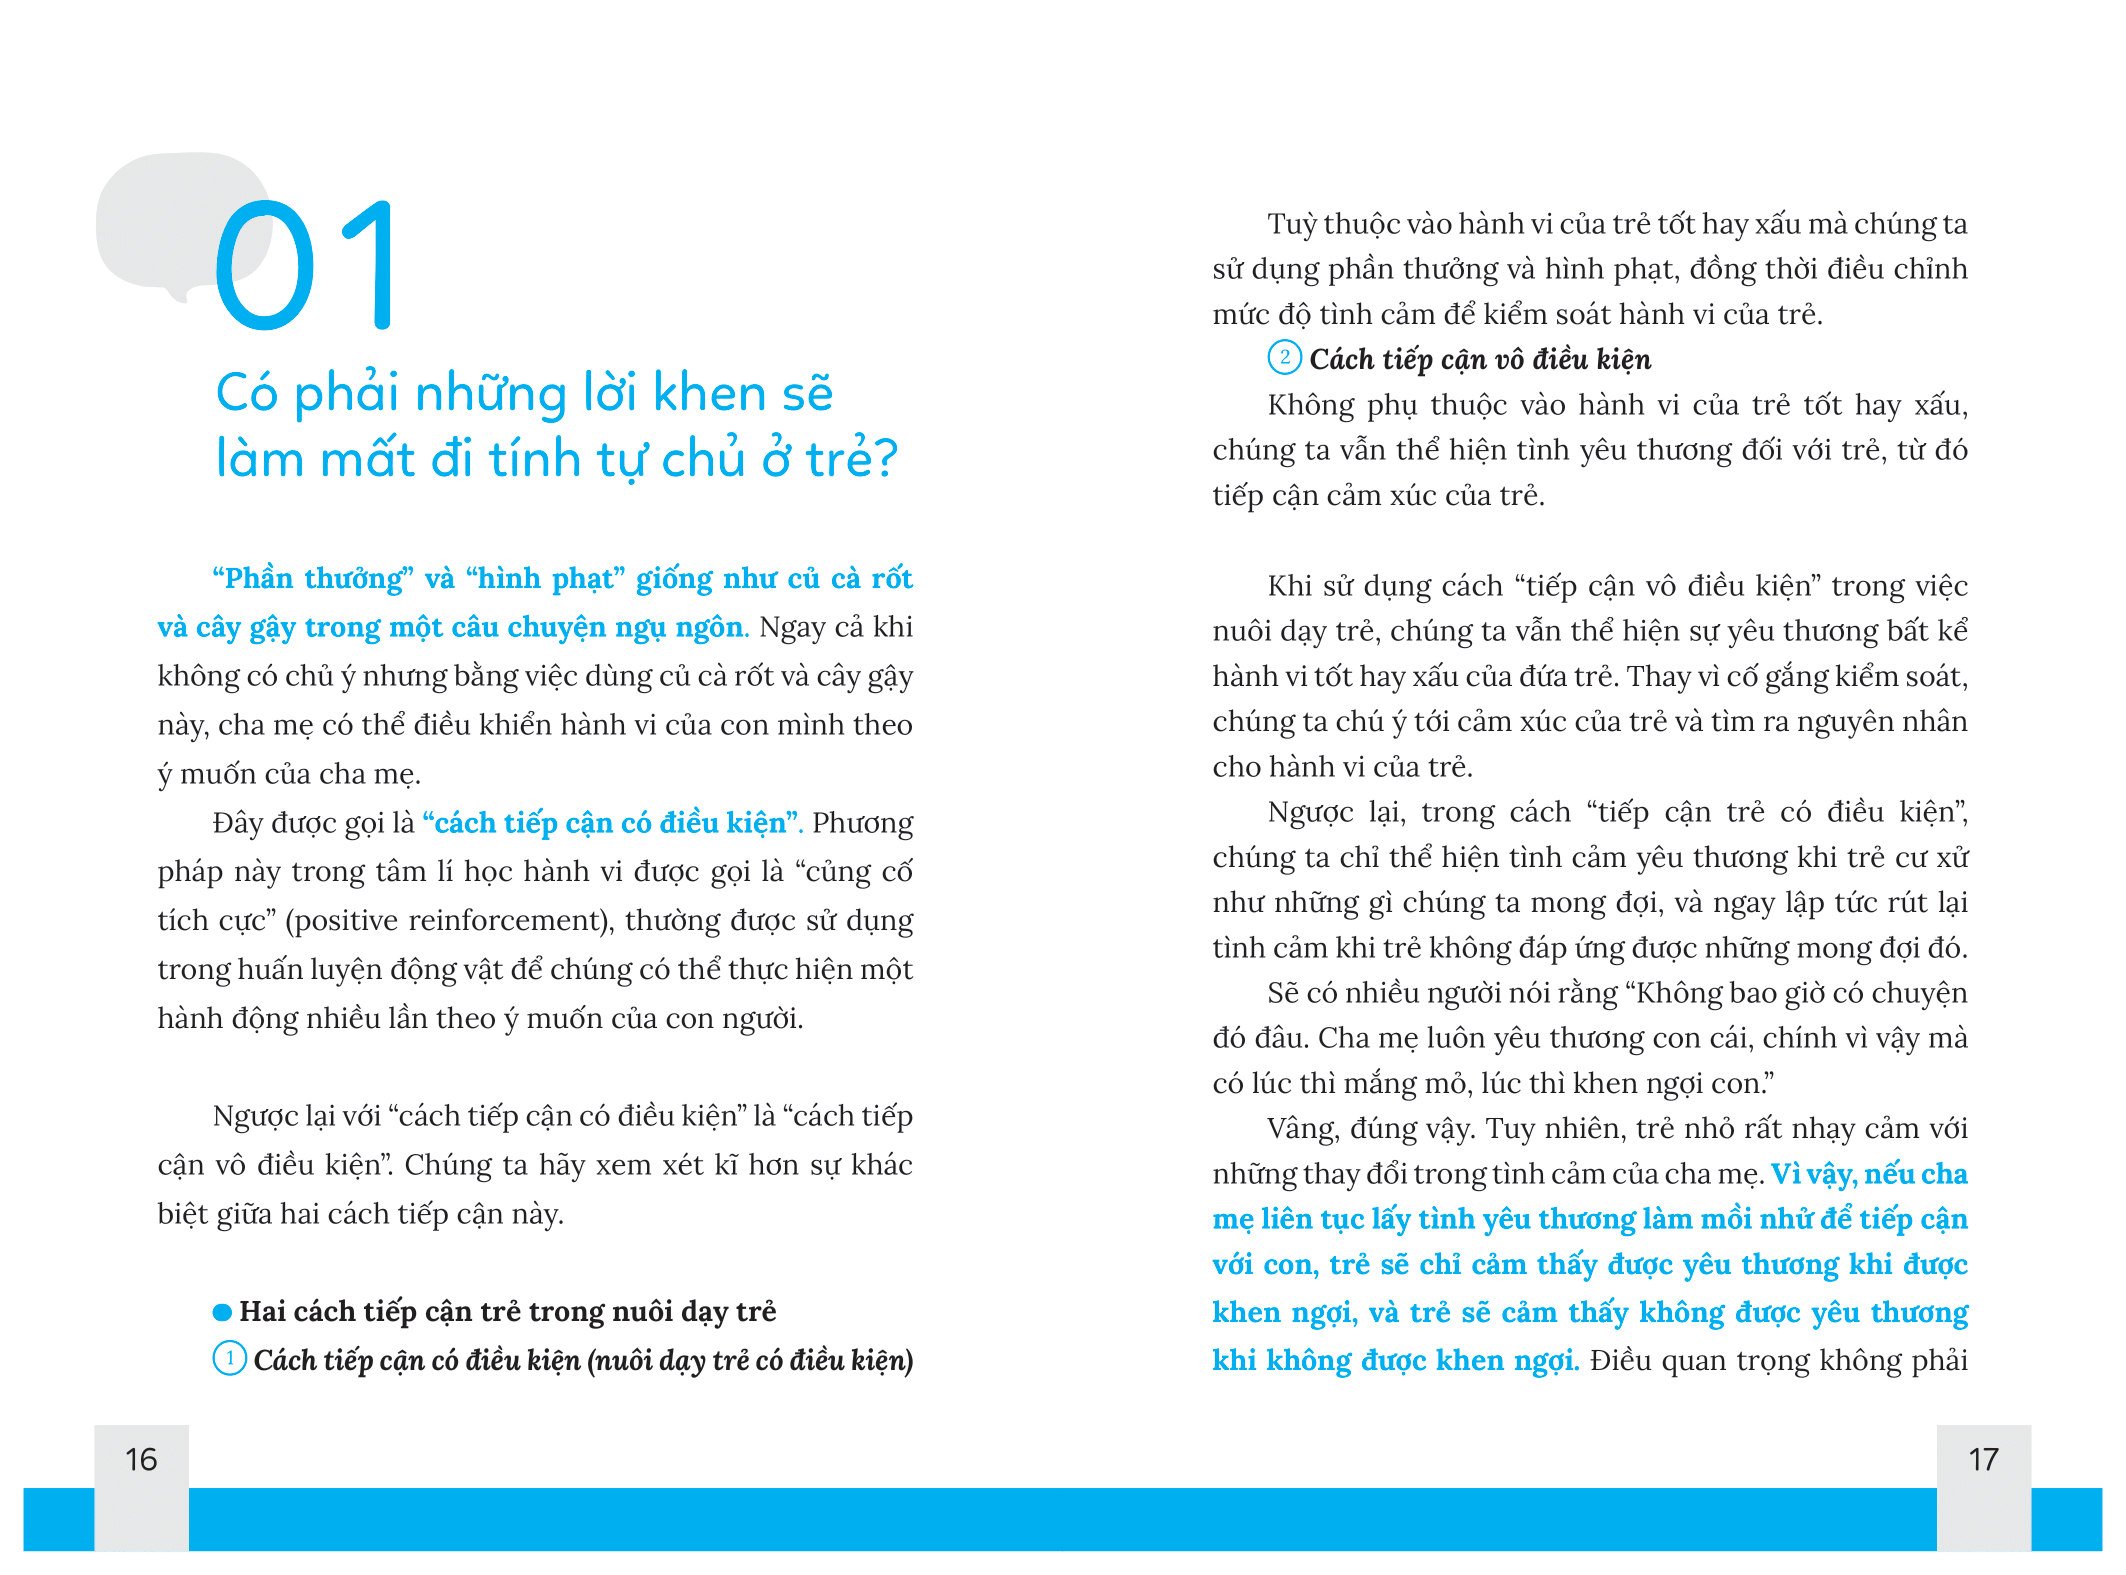 01
Có phải những lời khen sẽ
làm mất đi tính tự chủ ở trẻ?
“Phần thưởng” và “hình phạt” giống như củ cà rốt
và cây gậy trong một câu chuyện ngụ ngôn. Ngay cả khi
không có chủ ý nhưng bằng việc dùng củ cà rốt và cây gậy
này, cha mẹ có thể điều khiển hành vi của con mình theo
ý muốn của cha mẹ.
Đây được gọi là “cách tiếp cận có điều kiện”. Phương
pháp này trong tâm lí học hành vi được gọi là “củng cố
tích cực” (positive reinforcement), thường được sử dụng
trong huấn luyện động vật để chúng có thể thực hiện một
hành động nhiều lần theo ý muốn của con người.
Ngược lại với “cách tiếp cận có điều kiện” là “cách tiếp
cận vô điều kiện”. Chúng ta hãy xem xét kĩ hơn sự khác
biệt giữa hai cách tiếp cận này.
● Hai cách tiếp cận trẻ trong nuôi dạy trẻ
① Cách tiếp cận có điều kiện (nuôi dạy trẻ có điều kiện)
16
Tuỳ thuộc vào hành vi của trẻ tốt hay xấu mà chúng ta
sử dụng phần thưởng và hình phạt, đồng thời điều chỉnh
mức độ tình cảm để kiểm soát hành vi của trẻ.
② Cách tiếp cận vô điều kiện
Không phụ thuộc vào hành vi của trẻ tốt hay xấu,
chúng ta vẫn thể hiện tình yêu thương đối với trẻ, từ đó
tiếp cận cảm xúc của trẻ.
Khi sử dụng cách “tiếp cận vô điều kiện” trong việc
nuôi dạy trẻ, chúng ta vẫn thể hiện sự yêu thương bất kể
hành vi tốt hay xấu của đứa trẻ. Thay vì cố gắng kiểm soát,
chúng ta chú ý tới cảm xúc của trẻ và tìm ra nguyên nhân
cho hành vi của trẻ.
Ngược lại, trong cách “tiếp cận trẻ có điều kiện”,
chúng ta chỉ thể hiện tình cảm yêu thương khi trẻ cư xử
như những gì chúng ta mong đợi, và ngay lập tức rút lại
tình cảm khi trẻ không đáp ứng được những mong đợi đó.
Sẽ có nhiều người nói rằng “Không bao giờ có chuyện
đó đâu. Cha mẹ luôn yêu thương con cái, chính vì vậy mà
có lúc thì mắng mỏ, lúc thì khen ngợi con.”
Vâng, đúng vậy. Tuy nhiên, trẻ nhỏ rất nhạy cảm với
những thay đổi trong tình cảm của cha mẹ. Vì vậy, nếu cha
mẹ liên tục lấy tình yêu thương làm mồi nhử để tiếp cận
với con, trẻ sẽ chỉ cảm thấy được yêu thương khi được
khen ngợi, và trẻ sẽ cảm thấy không được yêu thương
khi không được khen ngợi. Điều quan trọng không phải
17